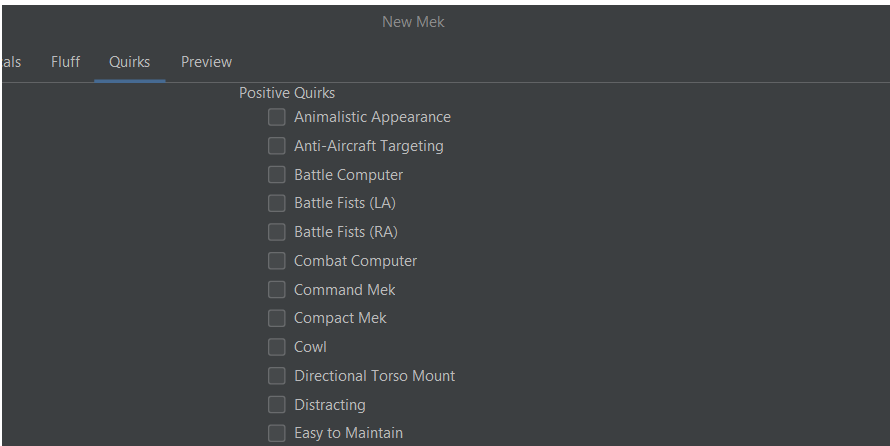 New Mek
Fluff Quirks Preview
Positive Quirks
Animalistic Appearance
Anti-Aircraft Targeting
Battle Computer
Battle Fists (LA)
Battle Fists (RA)
Combat Computer
Command Mek
Compact Mek
Cowl
Directional Torso Mount
Distracting
Easy to Maintain